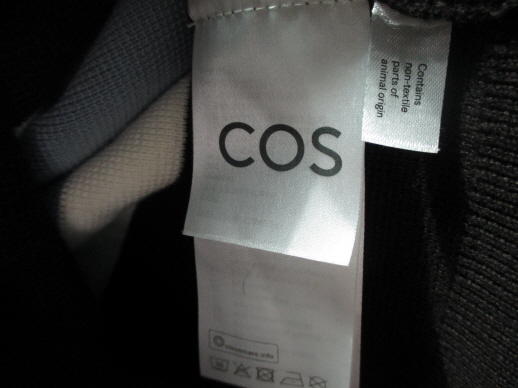 COS
Contains
non-textile
parts of
animal origin